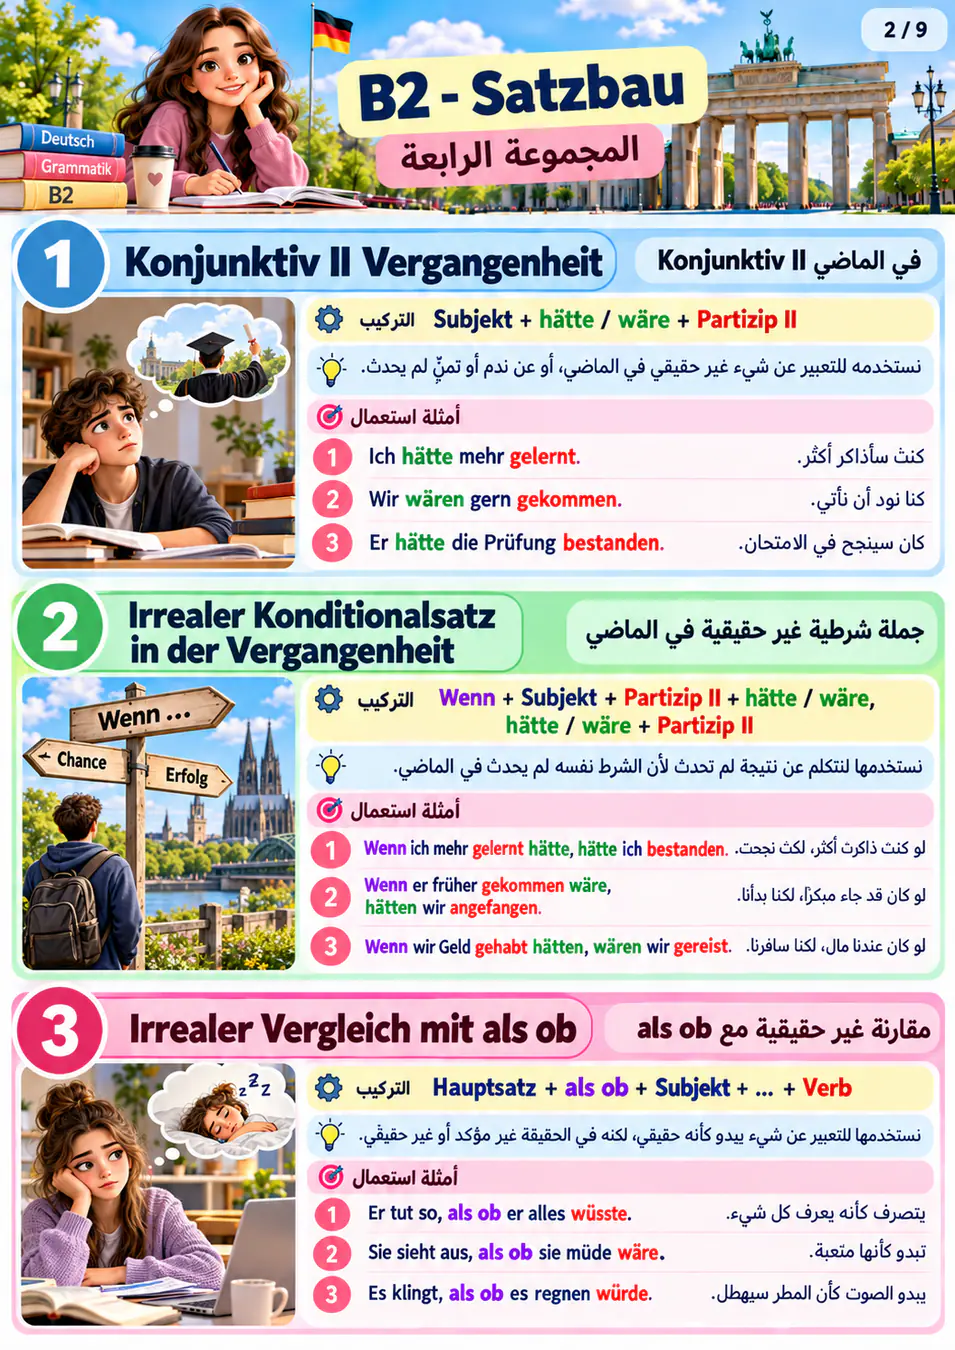 2 / 9
Deutsch
Grammatik
B2
B2 - Satzbau
المجموعة الرابعة
1
Konjunktiv II Vergangenheit
Konjunktiv II في الماضي
التركيب Subjekt + hätte / wäre + Partizip II
نستخدمه للتعبير عن شيء غير حقيقي في الماضي، أو عن ندم أو تمنٍّ لم يحدث.
أمثلة استعمال
1 Ich hätte mehr gelernt. كنت سأذاكر أكثر.
2 Wir wären gern gekommen. كنا نود أن نأتي.
3 Er hätte die Prüfung bestanden. كان سينجح في الامتحان.
2
Irrealer Konditionalsatz
in der Vergangenheit
جملة شرطية غير حقيقية في الماضي
Wenn ...
Chance
Erfolg
التركيب Wenn + Subjekt + Partizip II + hätte / wäre,
hätte / wäre + Partizip II
نستخدمها لنتكلم عن نتيجة لم تحدث لأن الشرط نفسه لم يحدث في الماضي.
أمثلة استعمال
1 Wenn ich mehr gelernt hätte, hätte ich bestanden. لو كنت ذاكرت أكثر، لكنت نجحت.
2 Wenn er früher gekommen wäre,
hätten wir angefangen. لو كان قد جاء مبكرًا، لكنا بدأنا.
3 Wenn wir Geld gehabt hätten, wären wir gereist. لو كان عندنا مال، لكنا سافرنا.
3
Irrealer Vergleich mit als ob
مقارنة غير حقيقية مع als ob
z z z z
التركيب Hauptsatz + als ob + Subjekt + ... + Verb
نستخدمها للتعبير عن شيء يبدو كأنه حقيقي، لكنه في الحقيقة غير مؤكد أو غير حقيقي.
أمثلة استعمال
1 Er tut so, als ob er alles wüsste. يتصرف كأنه يعرف كل شيء.
2 Sie sieht aus, als ob sie müde wäre. تبدو كأنها متعبة.
3 Es klingt, als ob es regnen würde. يبدو الصوت كأن المطر سيهطل.